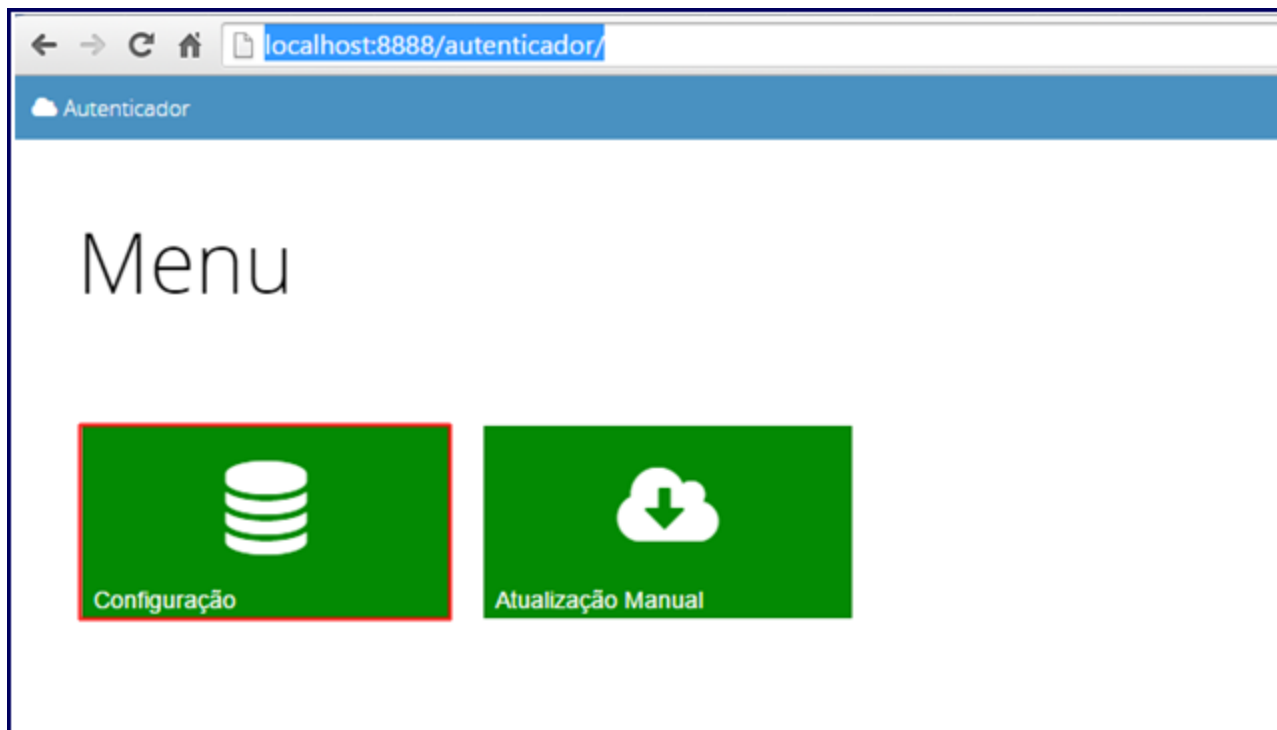 localhost:8888/autenticador/
Autenticador
Menu
Configuração
Atualização Manual